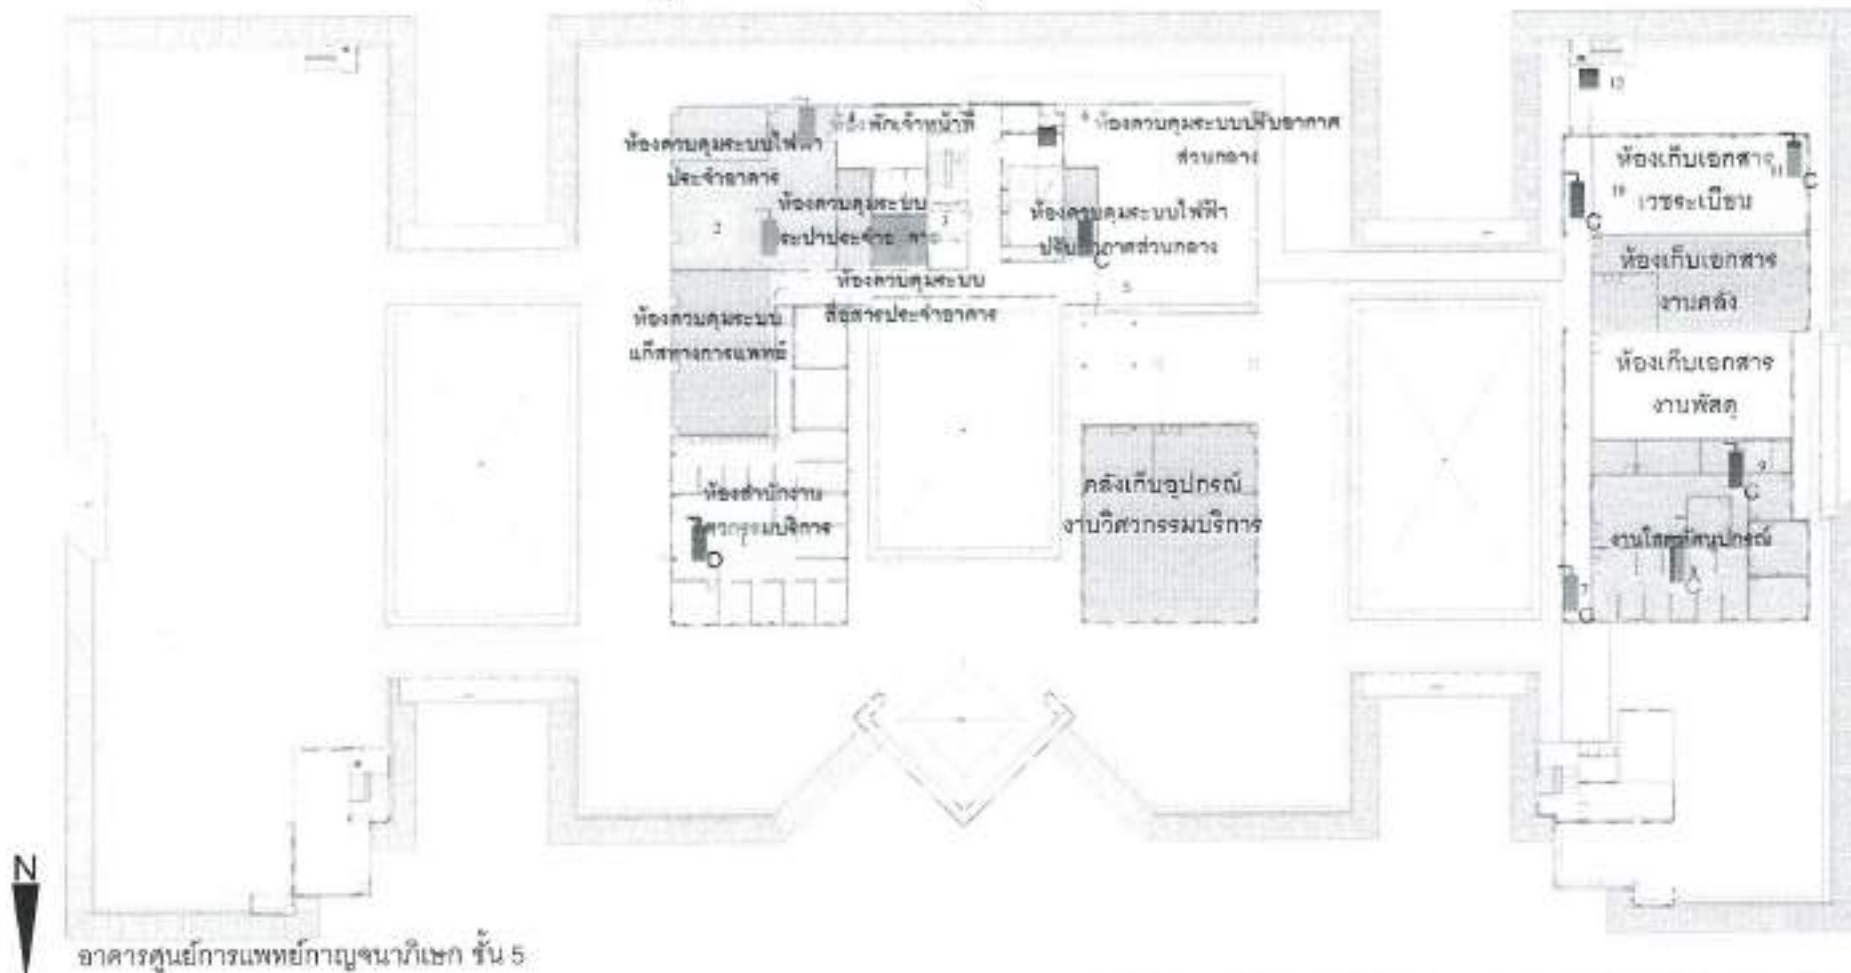 ห้องพักเจ้าหน้าที่
6 ห้องควบคุมระบบปรับอากาศ
ส่วนกลาง
ห้องควบคุมระบบไฟฟ้า
ประจำอาคาร
2
ห้องควบคุมระบบ
3
ห้องควบคุมระบบไฟฟ้า
ปรับอากาศส่วนกลาง
C
5
ห้องควบคุมระบบ
สื่อสารประจำอาคาร
ห้องควบคุมระบบ
แก๊สทางการแพทย์
ห้องสำนักงาน
วิศวกรรมบริการ
1
D
คลังเก็บอุปกรณ์
งานวิศวกรรมบริการ
12
ห้องเก็บเอกสาร
เวชระเบียน
10
11
C
C
ห้องเก็บเอกสาร
งานคลัง
ห้องเก็บเอกสาร
งานพัสดุ
9
C
งานโสตทัศนูปกรณ์
C
7
C
N
อาคารศูนย์การแพทย์กาญจนาภิเษก ชั้น 5